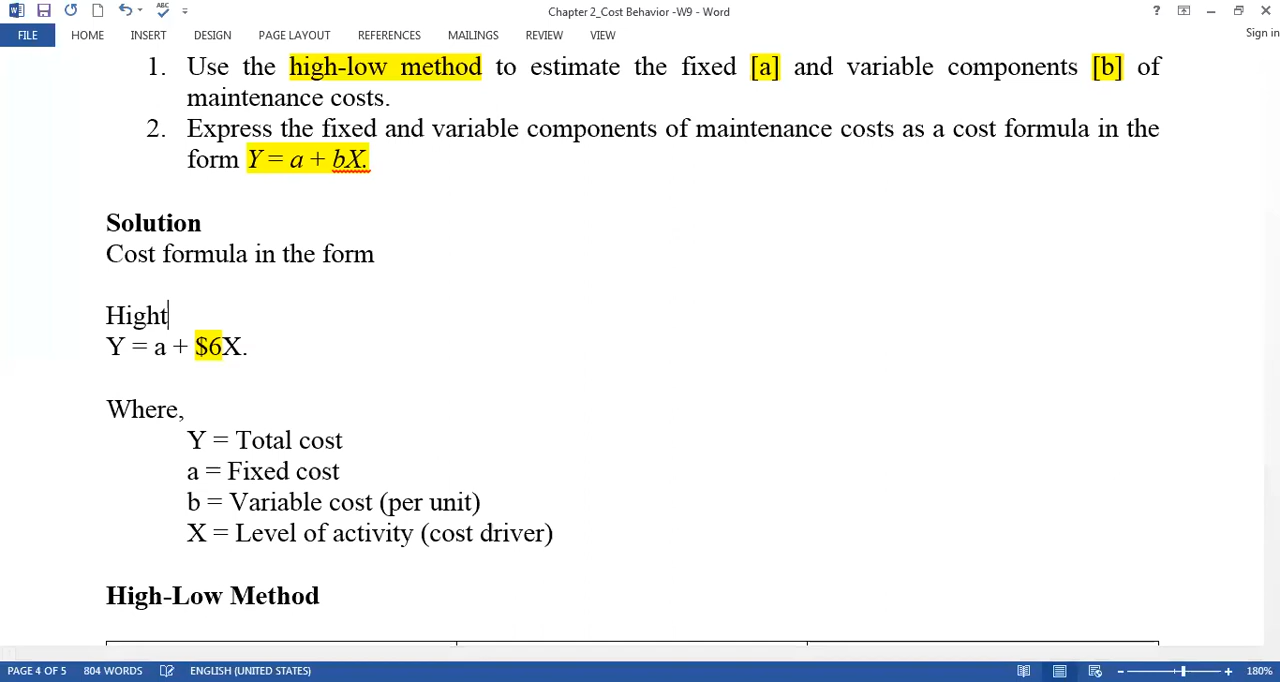 Chapter 2_Cost Behavior -W9 - Word
Sign in
FILE HOME INSERT DESIGN PAGE LAYOUT REFERENCES MAILINGS REVIEW VIEW
1. Use the high-low method to estimate the fixed [a] and variable components [b] of
maintenance costs.
2. Express the fixed and variable components of maintenance costs as a cost formula in the
form Y = a + bX.
Solution
Cost formula in the form
Hight
Y = a + $6X.
Where,
Y = Total cost
a = Fixed cost
b = Variable cost (per unit)
X = Level of activity (cost driver)
High-Low Method
PAGE 4 OF 5 804 WORDS ENGLISH (UNITED STATES) 180%